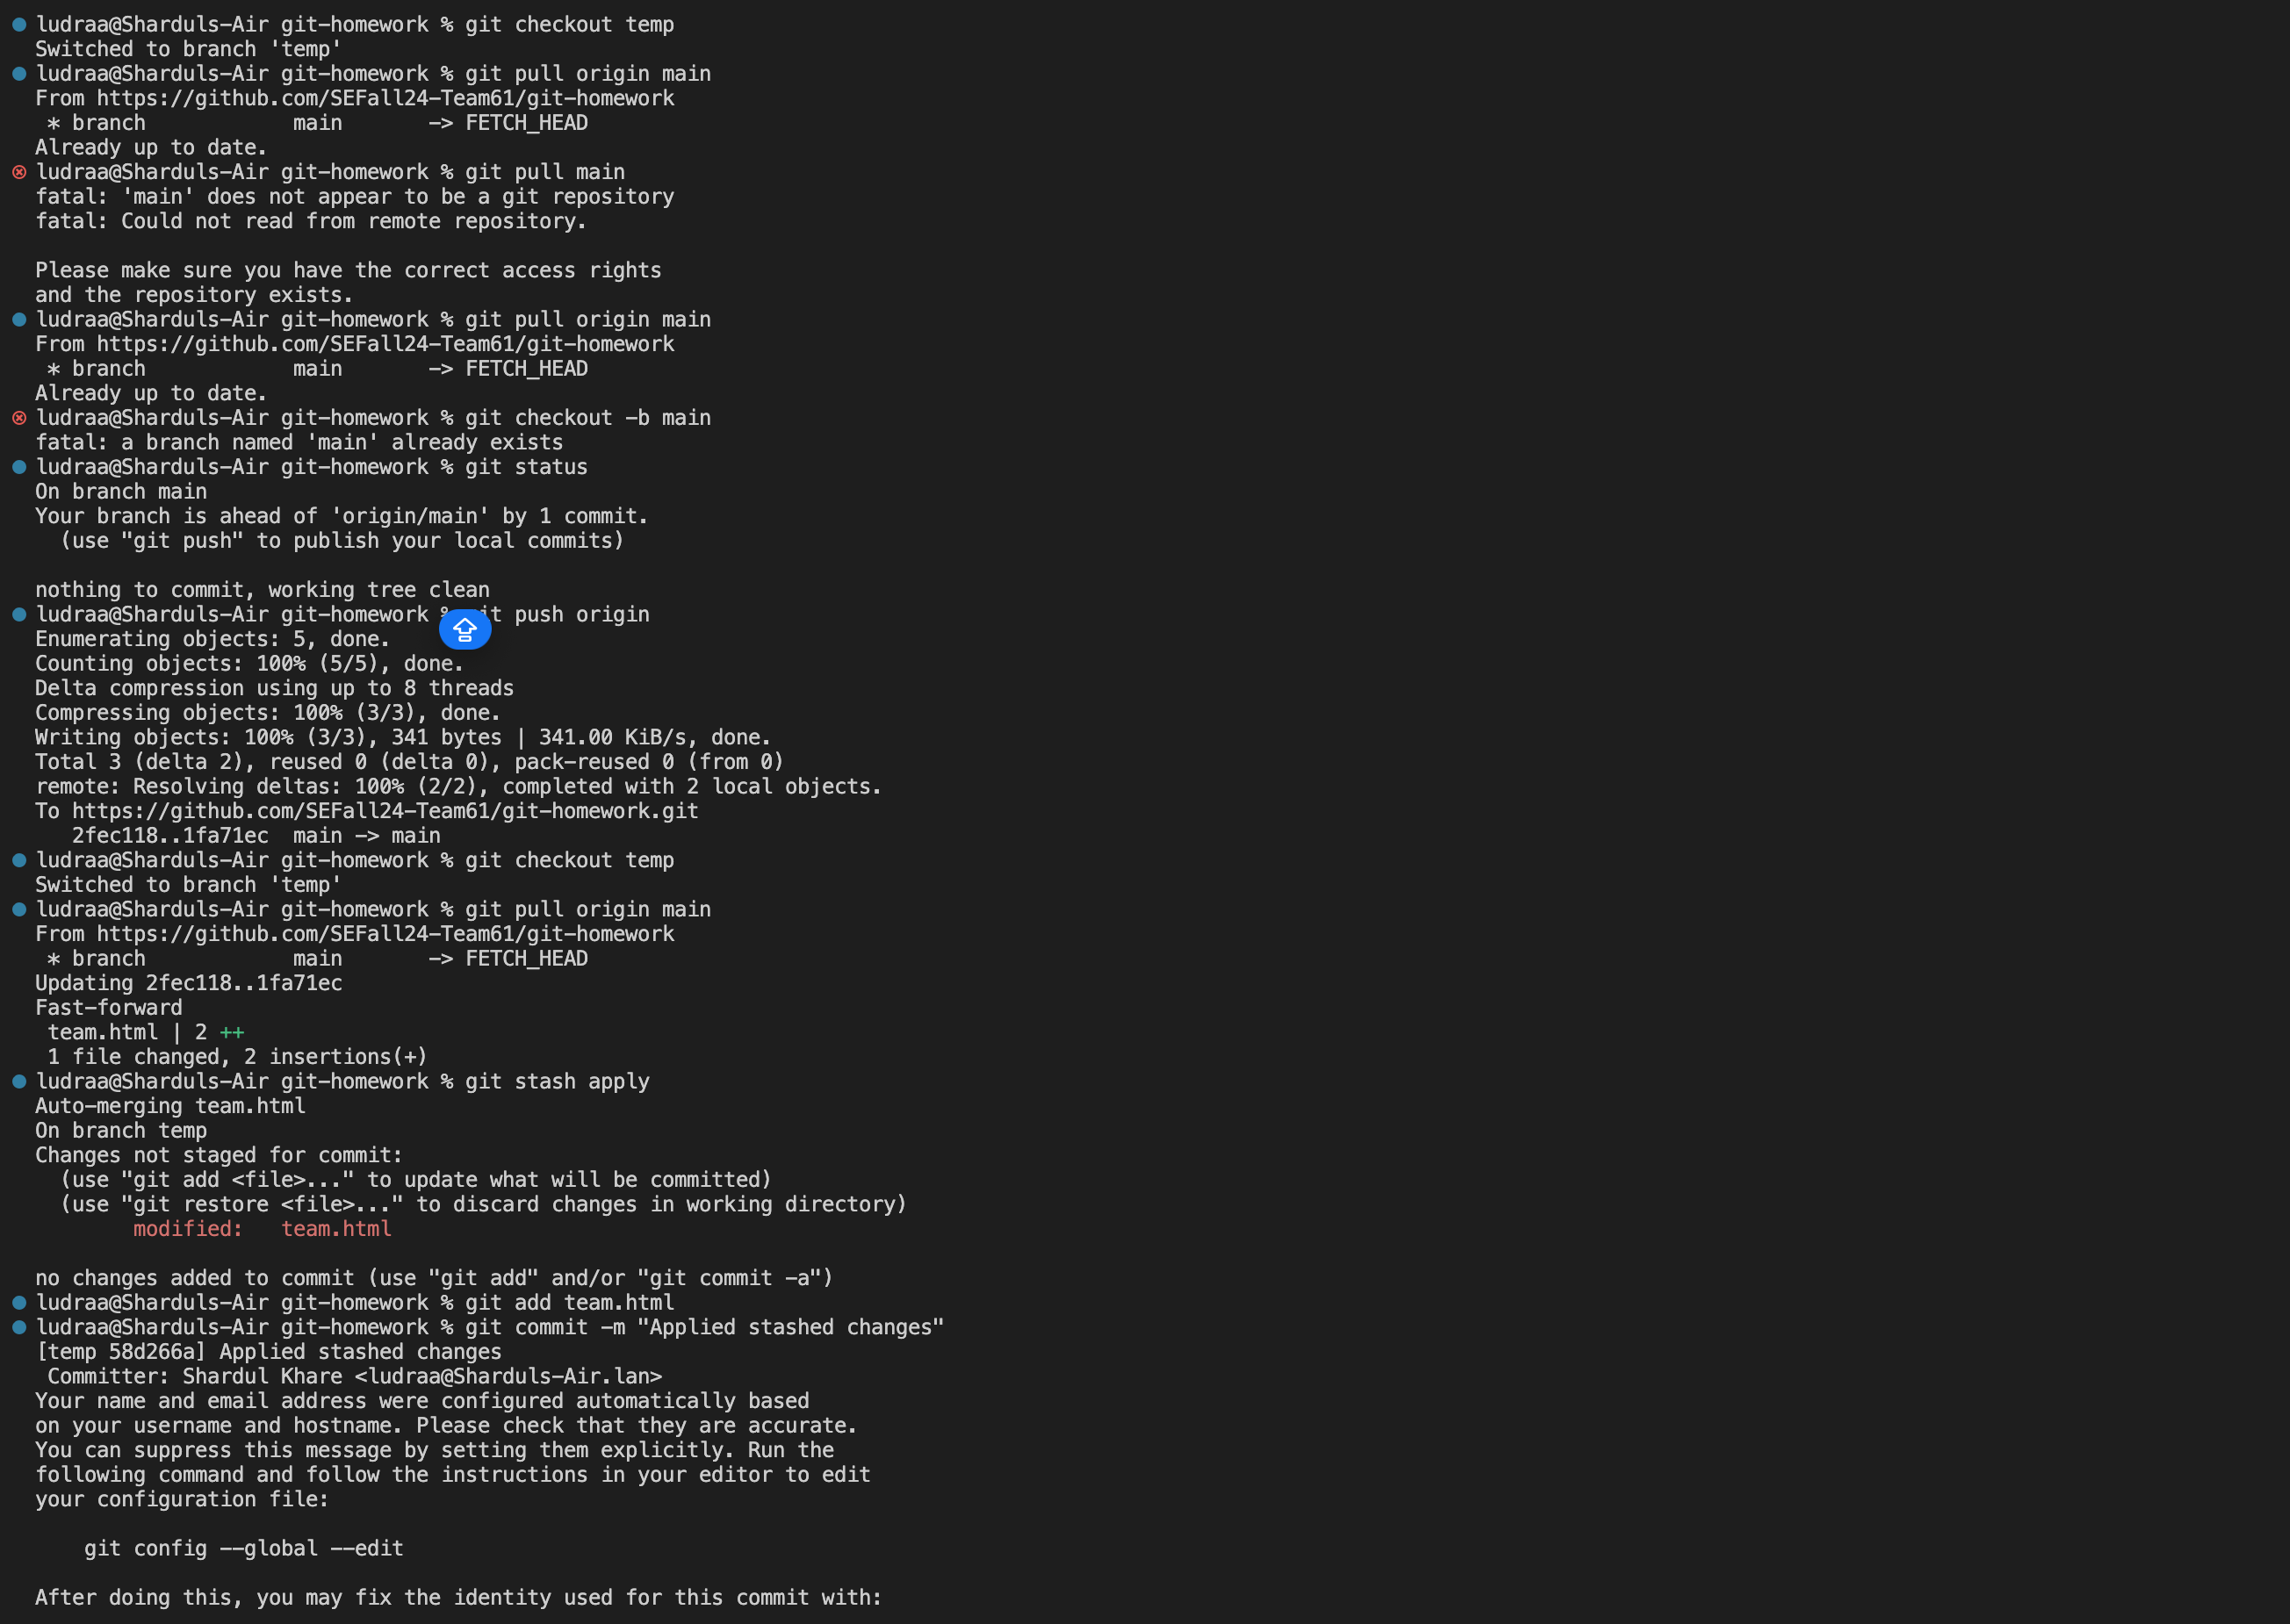 ludraa@Sharduls-Air git-homework % git checkout temp
Switched to branch 'temp'
ludraa@Sharduls-Air git-homework % git pull origin main
From https://github.com/SEFall24-Team61/git-homework
 * branch            main       -> FETCH_HEAD
Already up to date.
ludraa@Sharduls-Air git-homework % git pull main
fatal: 'main' does not appear to be a git repository
fatal: Could not read from remote repository.

Please make sure you have the correct access rights
and the repository exists.
ludraa@Sharduls-Air git-homework % git pull origin main
From https://github.com/SEFall24-Team61/git-homework
 * branch            main       -> FETCH_HEAD
Already up to date.
ludraa@Sharduls-Air git-homework % git checkout -b main
fatal: a branch named 'main' already exists
ludraa@Sharduls-Air git-homework % git status
On branch main
Your branch is ahead of 'origin/main' by 1 commit.
  (use "git push" to publish your local commits)

nothing to commit, working tree clean
ludraa@Sharduls-Air git-homework % git push origin
Enumerating objects: 5, done.
Counting objects: 100% (5/5), done.
Delta compression using up to 8 threads
Compressing objects: 100% (3/3), done.
Writing objects: 100% (3/3), 341 bytes | 341.00 KiB/s, done.
Total 3 (delta 2), reused 0 (delta 0), pack-reused 0 (from 0)
remote: Resolving deltas: 100% (2/2), completed with 2 local objects.
To https://github.com/SEFall24-Team61/git-homework.git
   2fec118..1fa71ec  main -> main
ludraa@Sharduls-Air git-homework % git checkout temp
Switched to branch 'temp'
ludraa@Sharduls-Air git-homework % git pull origin main
From https://github.com/SEFall24-Team61/git-homework
 * branch            main       -> FETCH_HEAD
Updating 2fec118..1fa71ec
Fast-forward
 team.html | 2 ++
 1 file changed, 2 insertions(+)
ludraa@Sharduls-Air git-homework % git stash apply
Auto-merging team.html
On branch temp
Changes not staged for commit:
  (use "git add <file>..." to update what will be committed)
  (use "git restore <file>..." to discard changes in working directory)
        modified:   team.html

no changes added to commit (use "git add" and/or "git commit -a")
ludraa@Sharduls-Air git-homework % git add team.html
ludraa@Sharduls-Air git-homework % git commit -m "Applied stashed changes"
[temp 58d266a] Applied stashed changes
 Committer: Shardul Khare <ludraa@Sharduls-Air.lan>
Your name and email address were configured automatically based
on your username and hostname. Please check that they are accurate.
You can suppress this message by setting them explicitly. Run the
following command and follow the instructions in your editor to edit
your configuration file:

    git config --global --edit

After doing this, you may fix the identity used for this commit with: